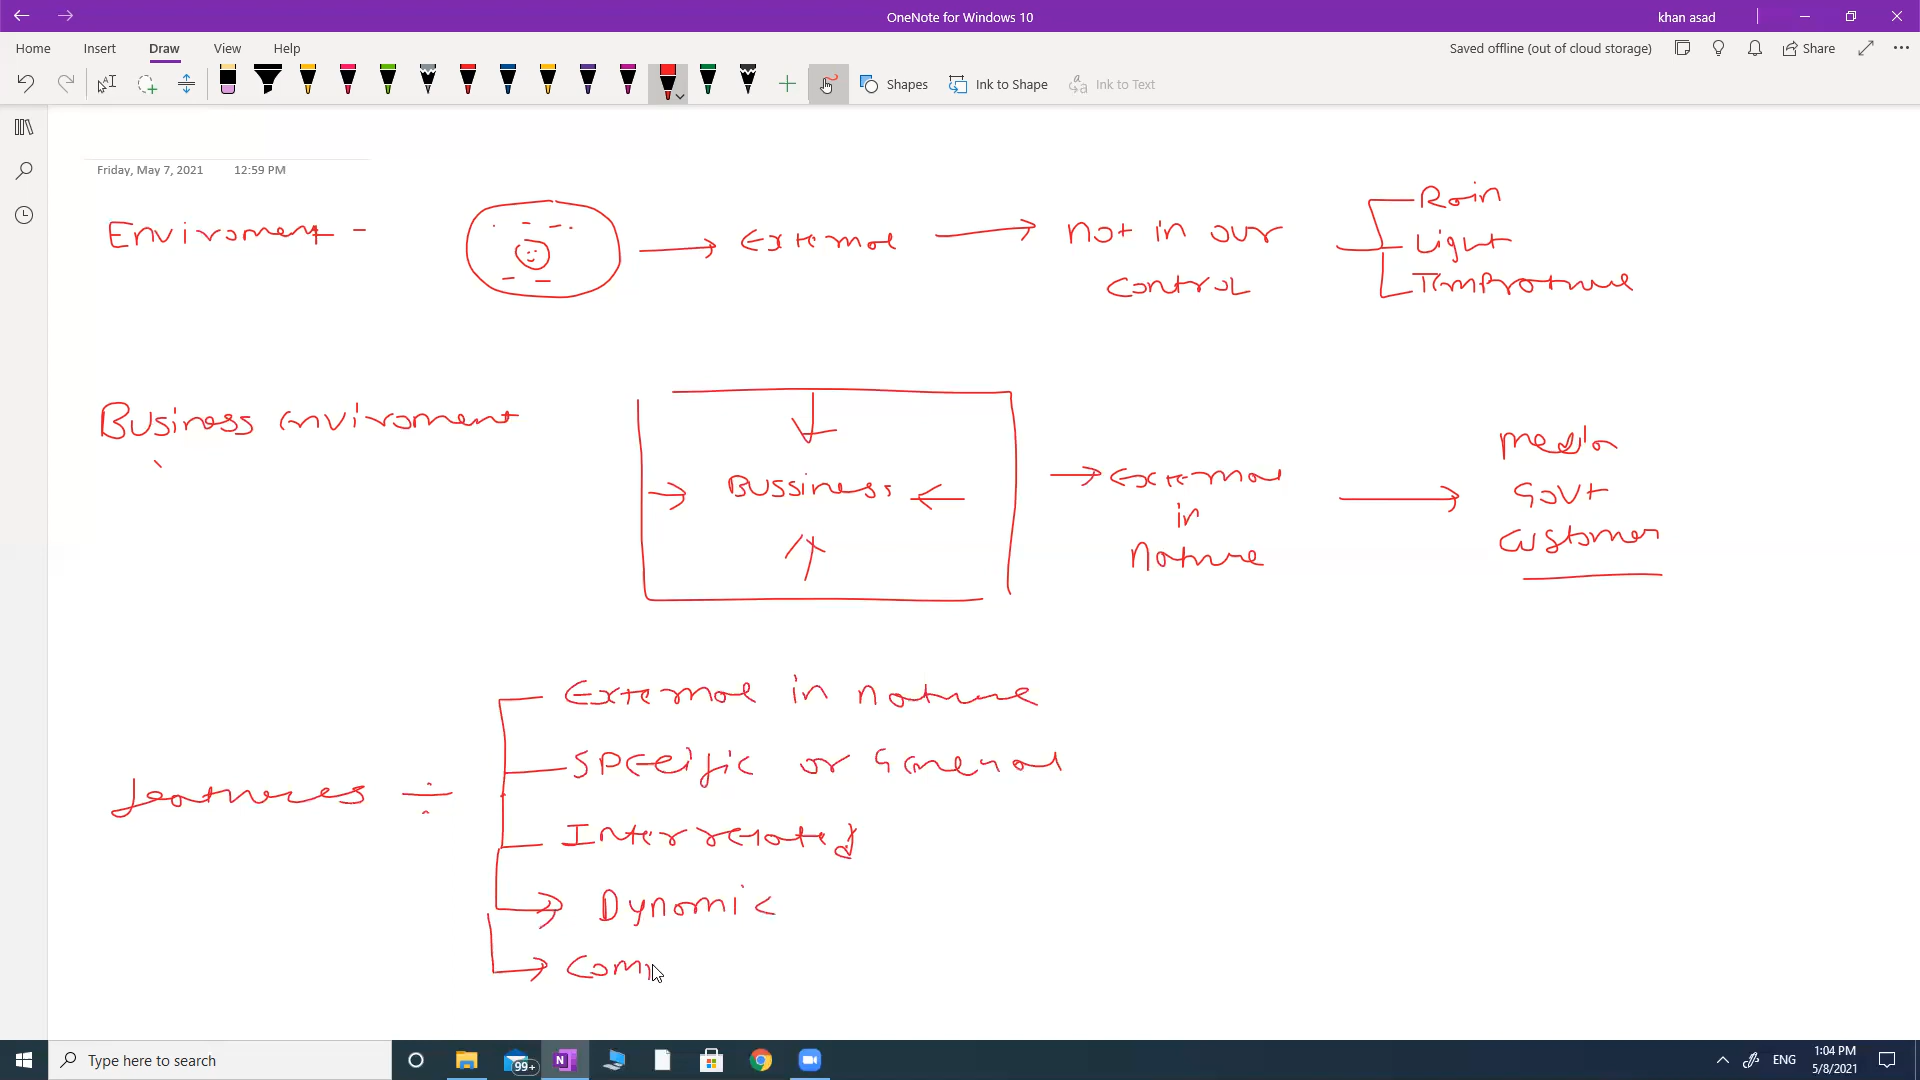 OneNote for Windows 10
khan asad
Home Insert Draw View Help
Saved offline (out of cloud storage)
Share
Shapes
Ink to Shape
Ink to Text
Friday, May 7, 2021 12:59 PM
Enviroment -
External
Not in our
control
Rain
Light
Business enviroment
Bussiness
External
in
Nature
Media
Govt
Customer
features
External in nature
Specific or General
Interrelated
Dynamic
Com
Type here to search
99+
ENG
1:04 PM
5/8/2021